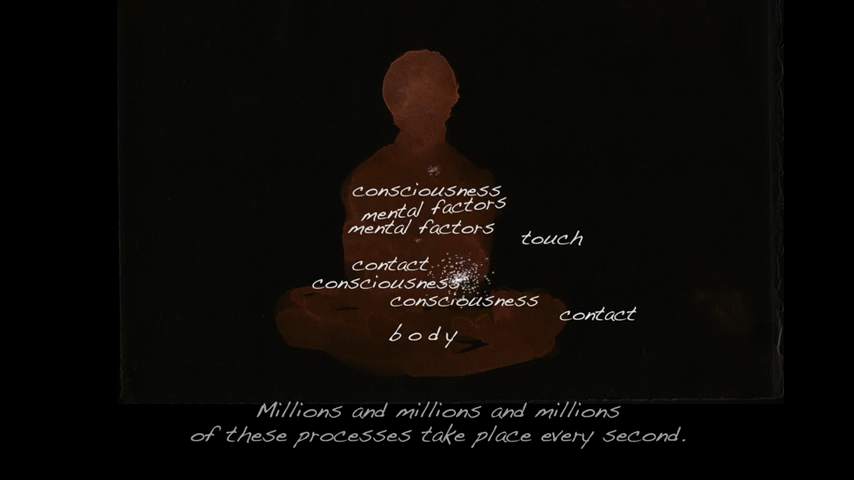 consciousness
mental factors
mental factors
touch
contact
consciousness
consciousness
contact
body
Millions and millions and millions
of these processes take place every second.